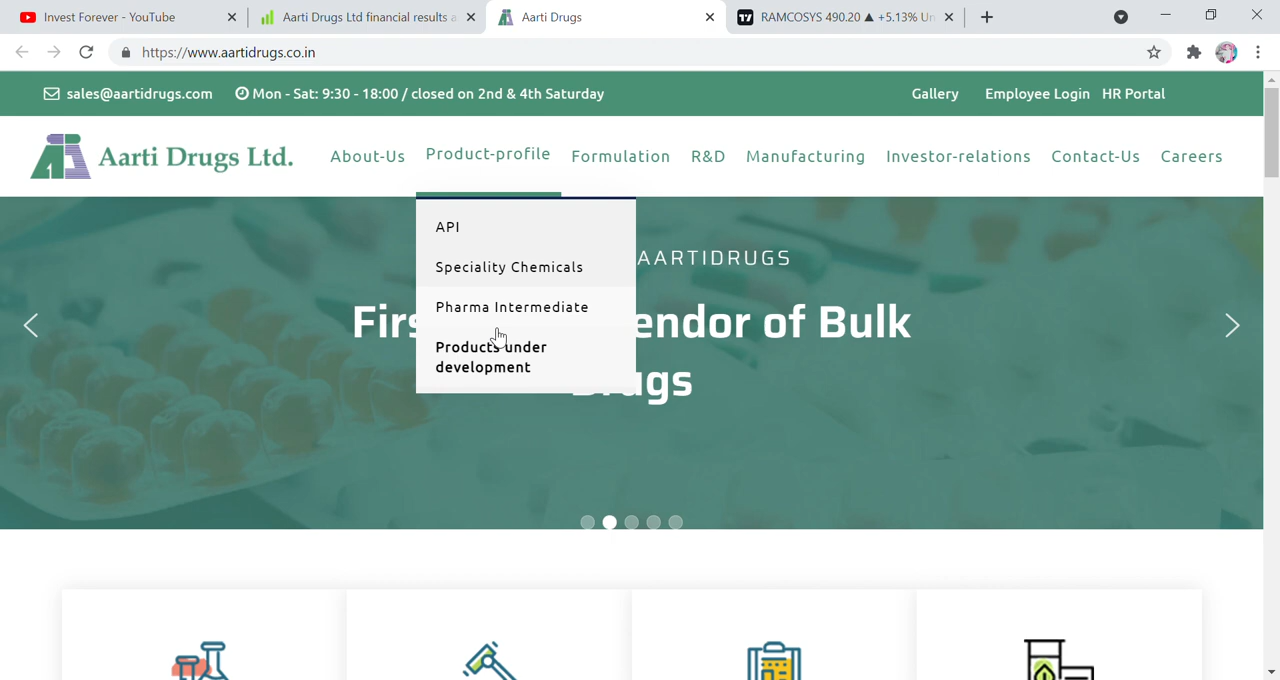 Invest Forever - YouTube
Aarti Drugs Ltd financial results a
Aarti Drugs
RAMCOSYS 490.20 ▲ +5.13% Un
https://www.aartidrugs.co.in
sales@aartidrugs.com
Mon - Sat: 9:30 - 18:00 / closed on 2nd & 4th Saturday
Gallery
Employee Login
HR Portal
Aarti Drugs Ltd.
About-Us
Product-profile
Formulation
R&D
Manufacturing
Investor-relations
Contact-Us
Careers
API
Speciality Chemicals
Pharma Intermediate
Products under
development
AARTIDRUGS
endor of Bulk